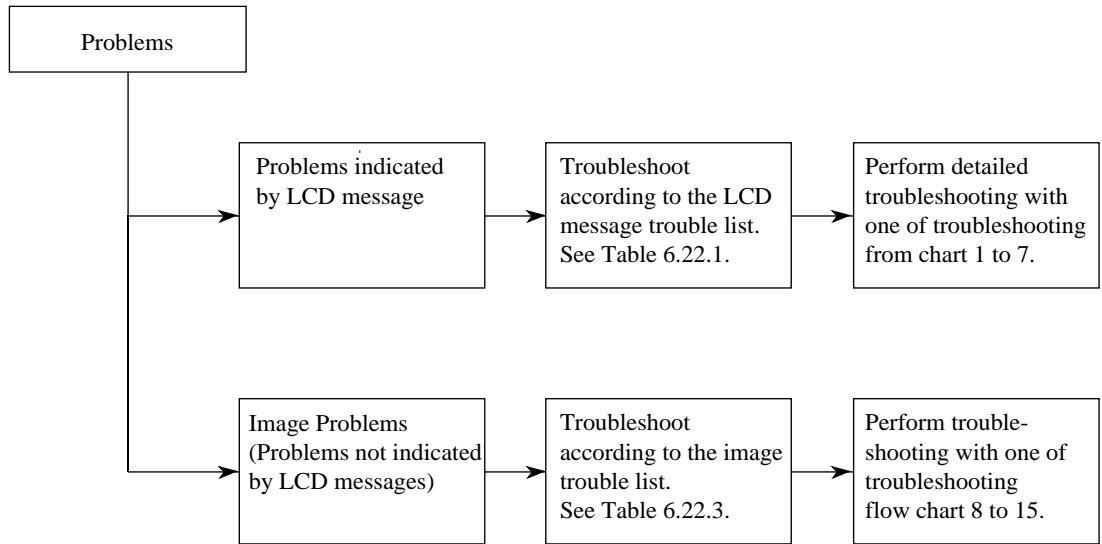 Problems
Problems indicated
by LCD message
Troubleshoot
according to the LCD
message trouble list.
See Table 6.22.1.
Perform detailed
troubleshooting with
one of troubleshooting
from chart 1 to 7.
Image Problems
(Problems not indicated
by LCD messages)
Troubleshoot
according to the image
trouble list.
See Table 6.22.3.
Perform trouble-
shooting with one of
troubleshooting
flow chart 8 to 15.